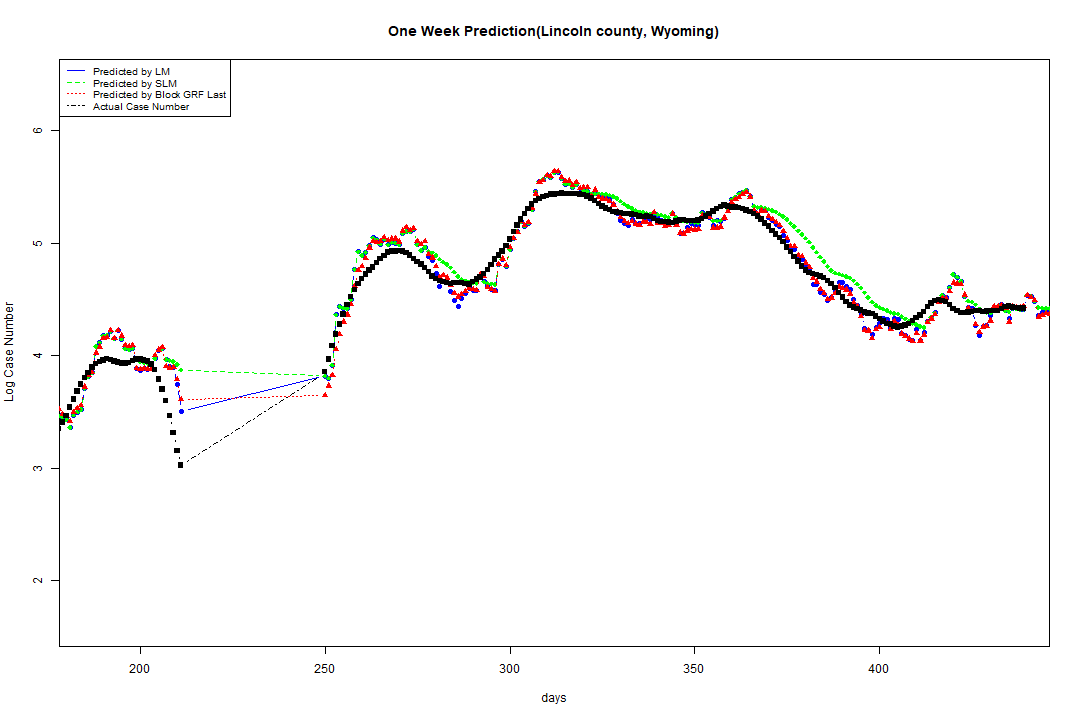 One Week Prediction(Lincoln county, Wyoming)
Predicted by LM
Predicted by SLM
Predicted by Block GRF Last
Actual Case Number
6
5
4
3
2
Log Case Number
200 250 300 350 400
days